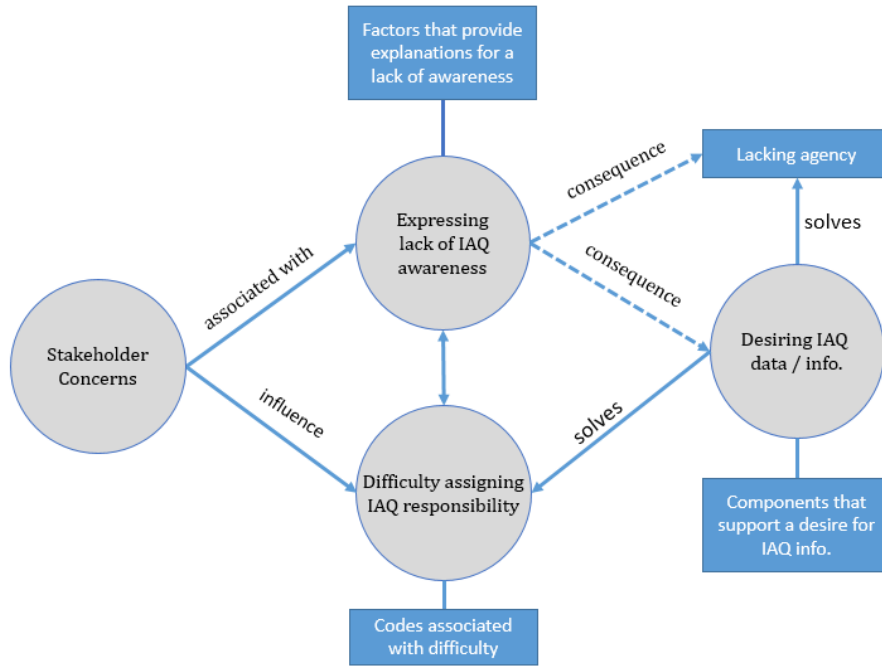 Factors that provide
explanations for a
lack of awareness
consequence
Lacking agency
Expressing
lack of IAQ
awareness
solves
associated with
consequence
Stakeholder
Concerns
Desiring IAQ
data / info.
influence
solves
Difficulty assigning
IAQ responsibility
Components that
support a desire for
IAQ info.
Codes associated
with difficulty